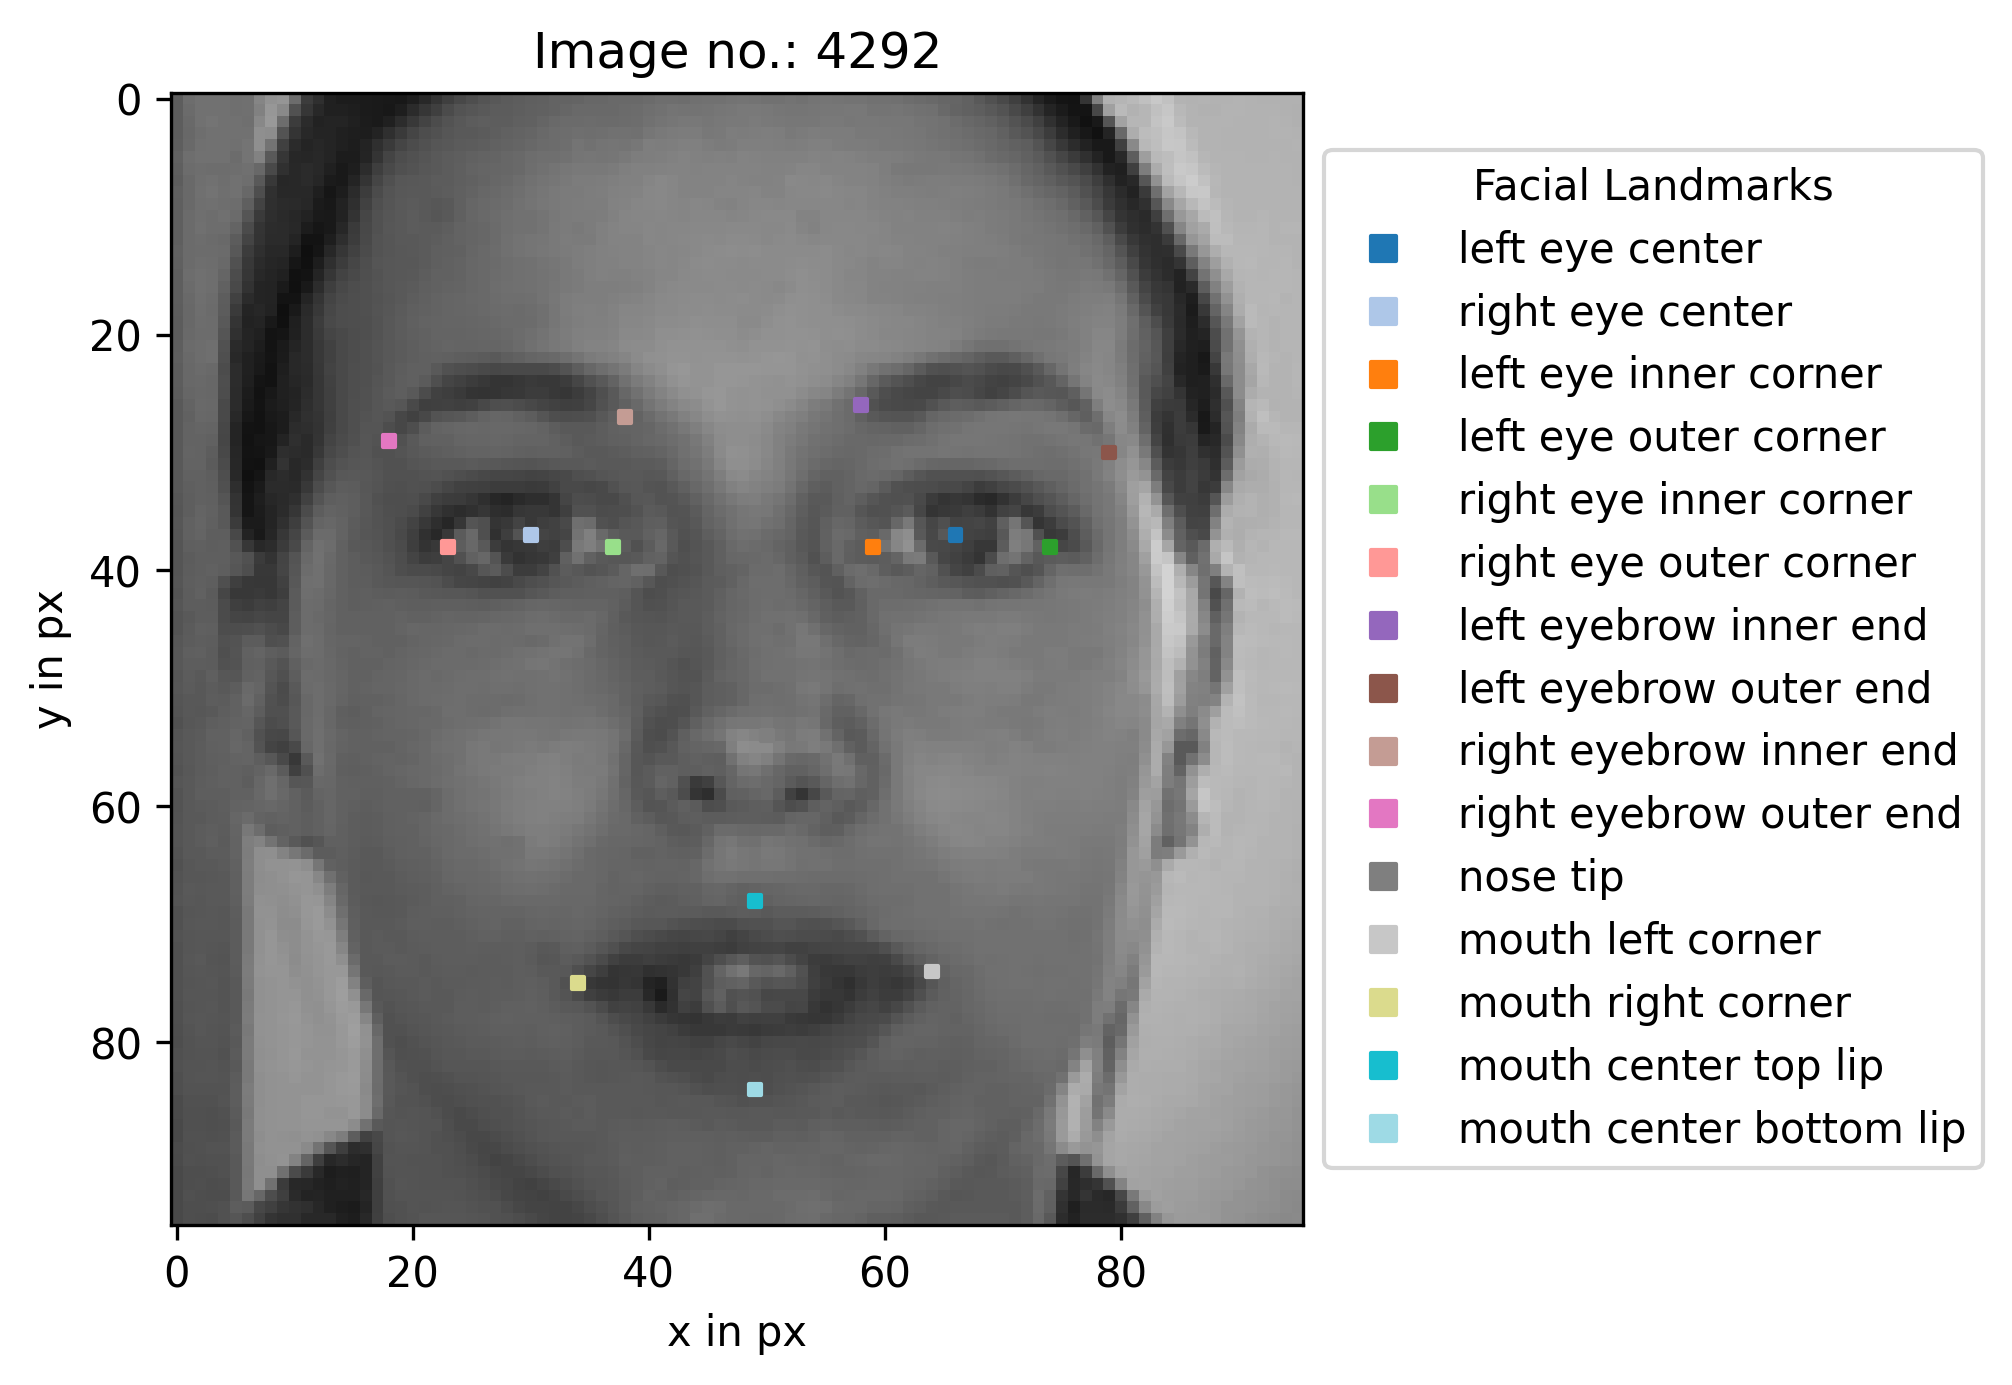 Image no.: 4292
0
20
40
60
80
y in px
0 20 40 60 80
x in px
Facial Landmarks
left eye center
right eye center
left eye inner corner
left eye outer corner
right eye inner corner
right eye outer corner
left eyebrow inner end
left eyebrow outer end
right eyebrow inner end
right eyebrow outer end
nose tip
mouth left corner
mouth right corner
mouth center top lip
mouth center bottom lip